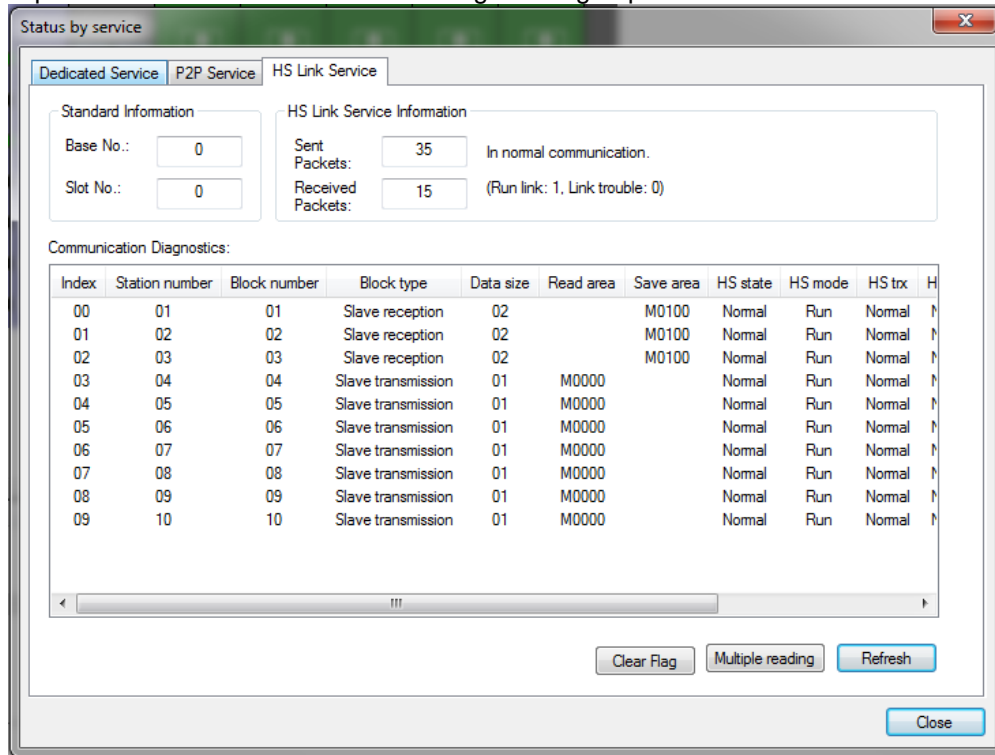 Status by service
Dedicated Service P2P Service HS Link Service
Standard Information HS Link Service Information
Base No.: 0 Sent Packets: 35 In normal communication.
Slot No.: 0 Received Packets: 15 (Run link: 1, Link trouble: 0)
Communication Diagnostics:
Index Station number Block number Block type Data size Read area Save area HS state HS mode HS trx H
00 01 01 Slave reception 02 M0100 Normal Run Normal
01 02 02 Slave reception 02 M0100 Normal Run Normal
02 03 03 Slave reception 02 M0100 Normal Run Normal
03 04 04 Slave transmission 01 M0000 Normal Run Normal
04 05 05 Slave transmission 01 M0000 Normal Run Normal
05 06 06 Slave transmission 01 M0000 Normal Run Normal
06 07 07 Slave transmission 01 M0000 Normal Run Normal
07 08 08 Slave transmission 01 M0000 Normal Run Normal
08 09 09 Slave transmission 01 M0000 Normal Run Normal
09 10 10 Slave transmission 01 M0000 Normal Run Normal
Clear Flag Multiple reading Refresh
Close